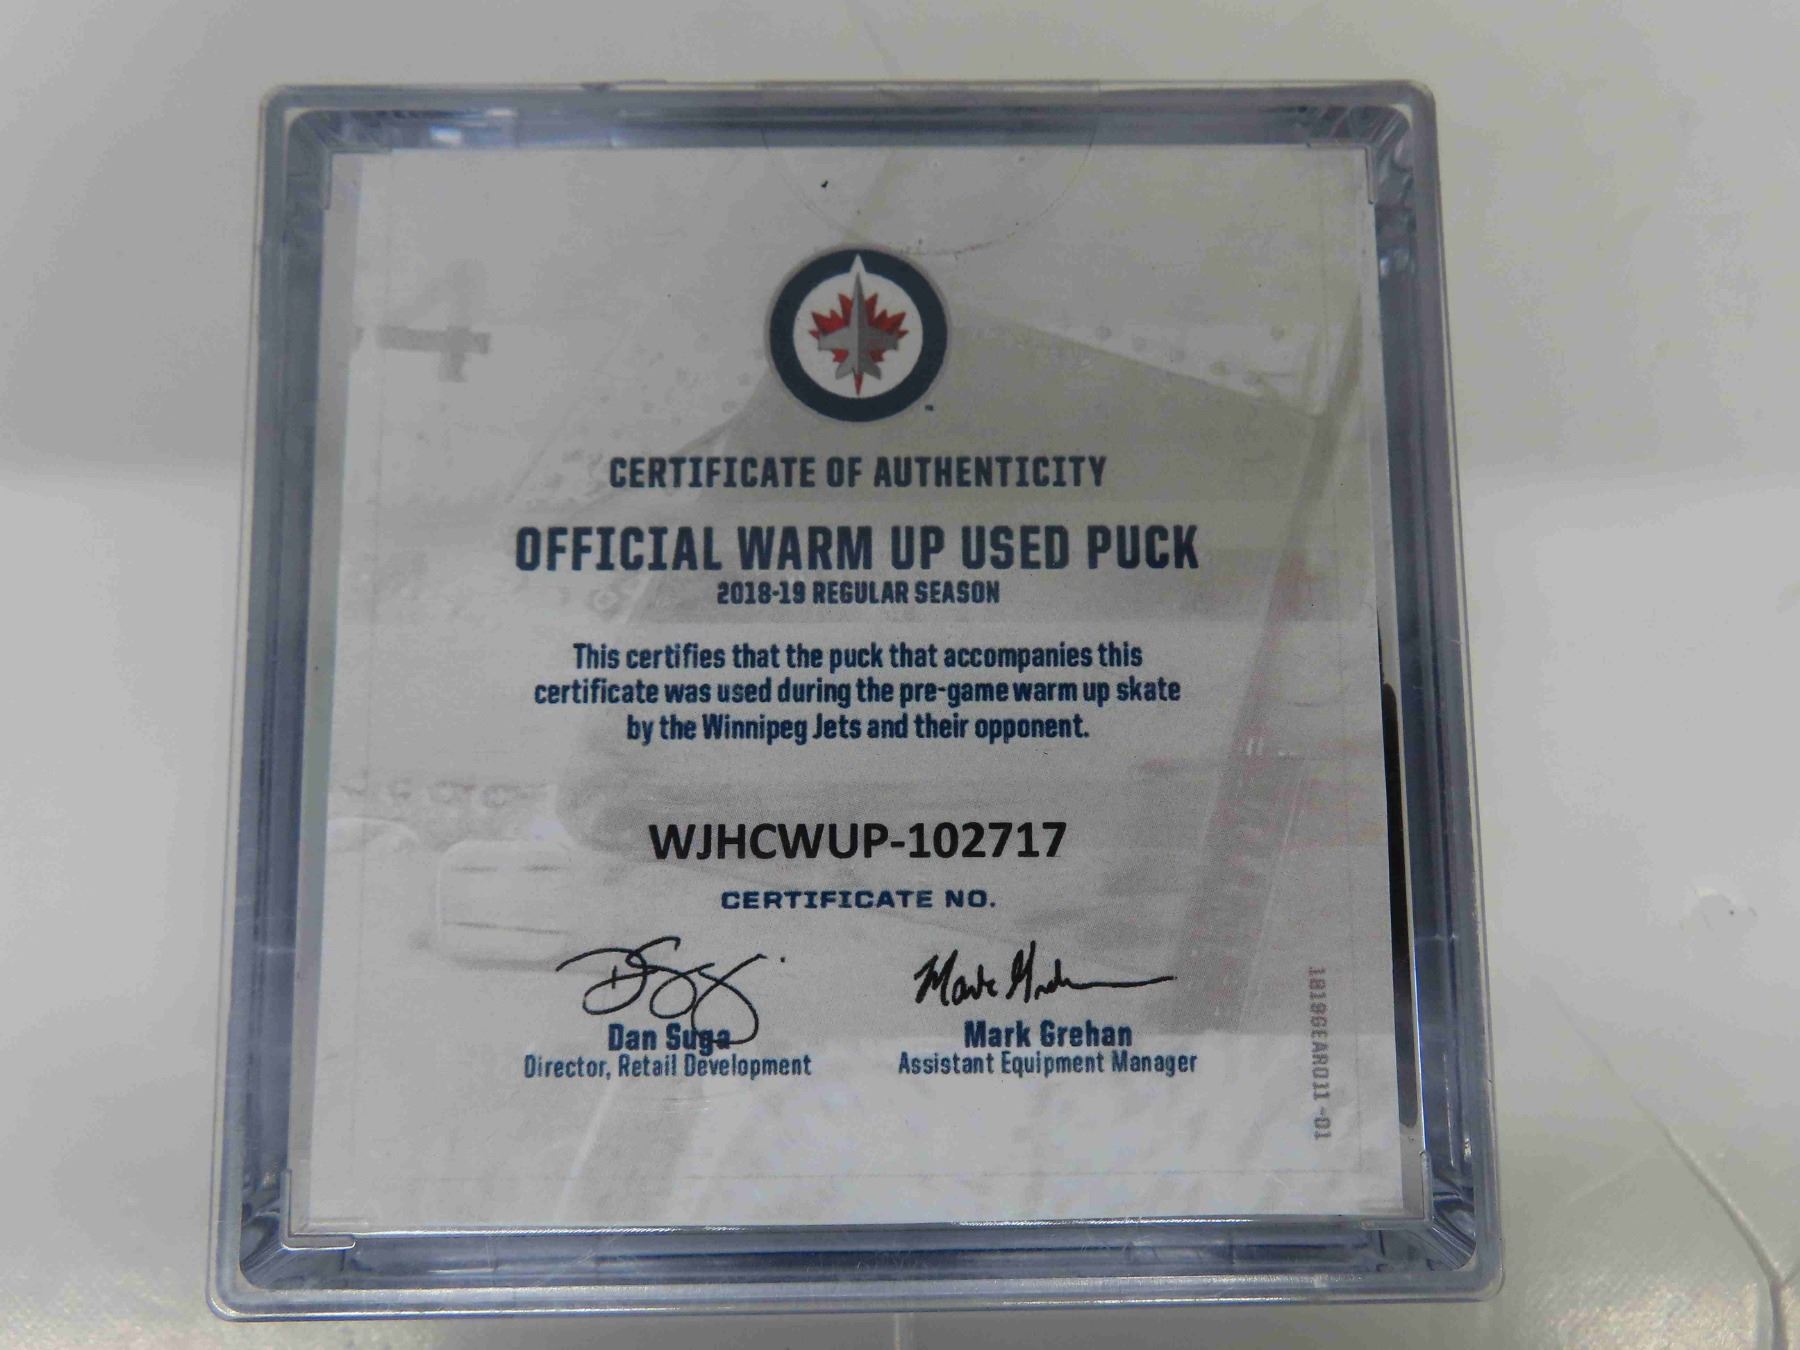 CERTIFICATE OF AUTHENTICITY
OFFICIAL WARM UP USED PUCK
2018-19 REGULAR SEASON
This certifies that the puck that accompanies this
certificate was used during the pre-game warm up skate
by the Winnipeg Jets and their opponent.
WJHCWUP-102717
CERTIFICATE NO.
Dan Suga
Director, Retail Development
Mark Grehan
Assistant Equipment Manager
1819GEAR011-01